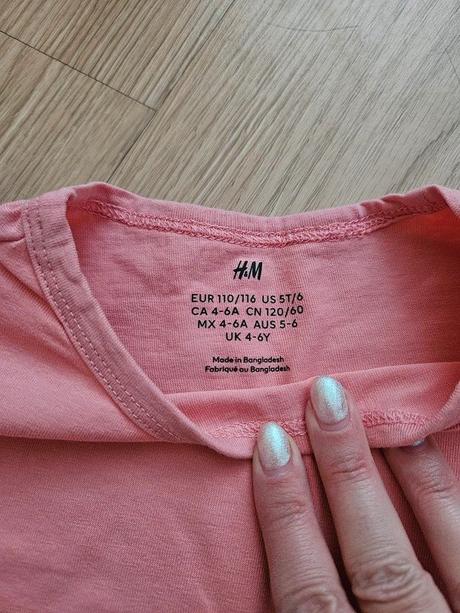 H&M
EUR 110/116 US 5T/6
CA 4-6A CN 120/60
MX 4-6A AUS 5-6
UK 4-6Y
Made in Bangladesh
Fabriqué au Bangladesh